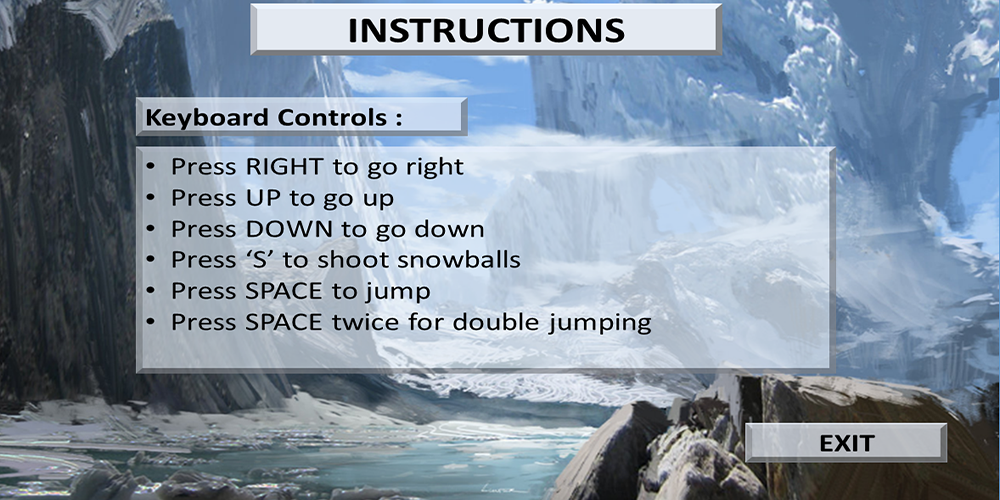 INSTRUCTIONS
Keyboard Controls :
• Press RIGHT to go right
• Press UP to go up
• Press DOWN to go down
• Press ‘S’ to shoot snowballs
• Press SPACE to jump
• Press SPACE twice for double jumping
EXIT